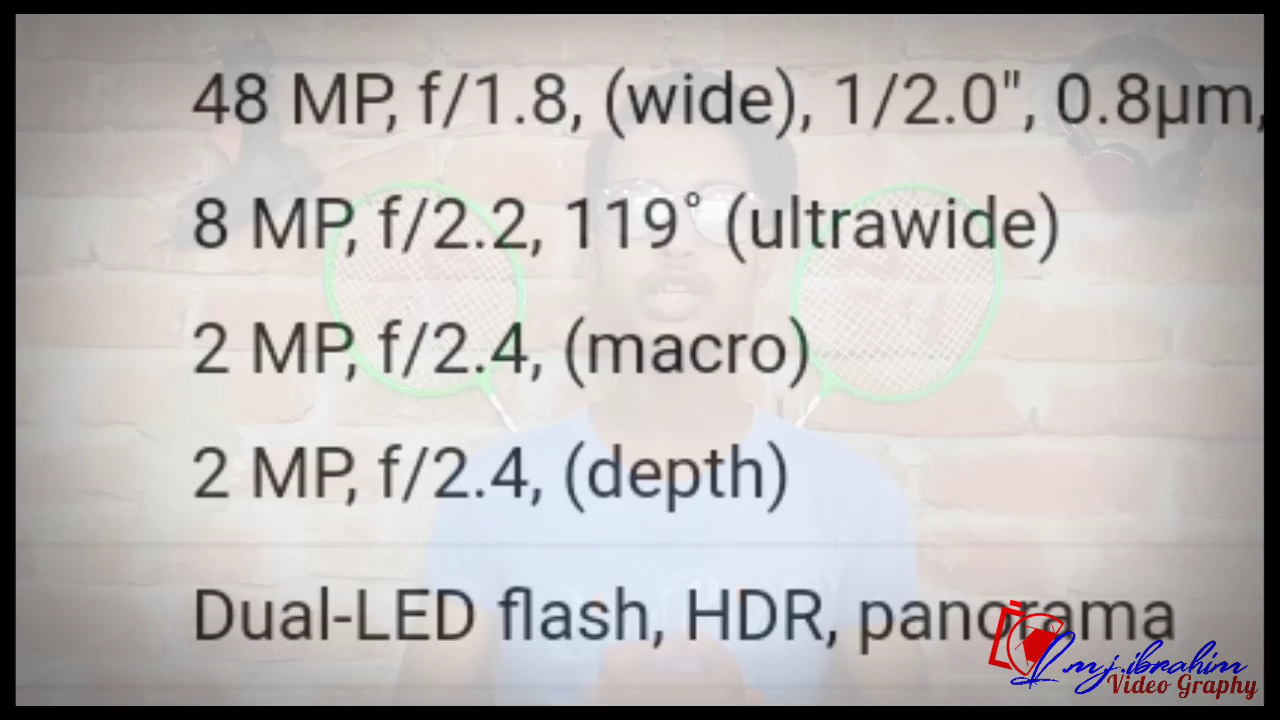 48 MP, f/1.8, (wide), 1/2.0", 0.8µm,
8 MP, f/2.2, 119˚ (ultrawide)
2 MP, f/2.4, (macro)
2 MP, f/2.4, (depth)
Dual-LED flash, HDR, panorama
mj.ibrahim
Video Graphy